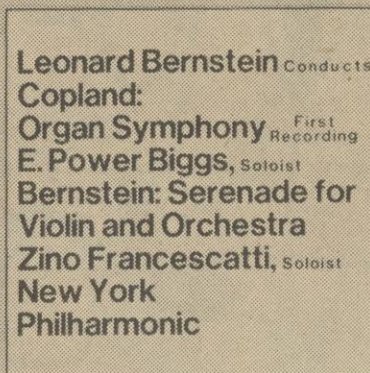 Leonard Bernstein Conducts
Copland:
Organ Symphony First Recording
E. Power Biggs, Soloist
Bernstein: Serenade for
Violin and Orchestra
Zino Francescatti, Soloist
New York
Philharmonic